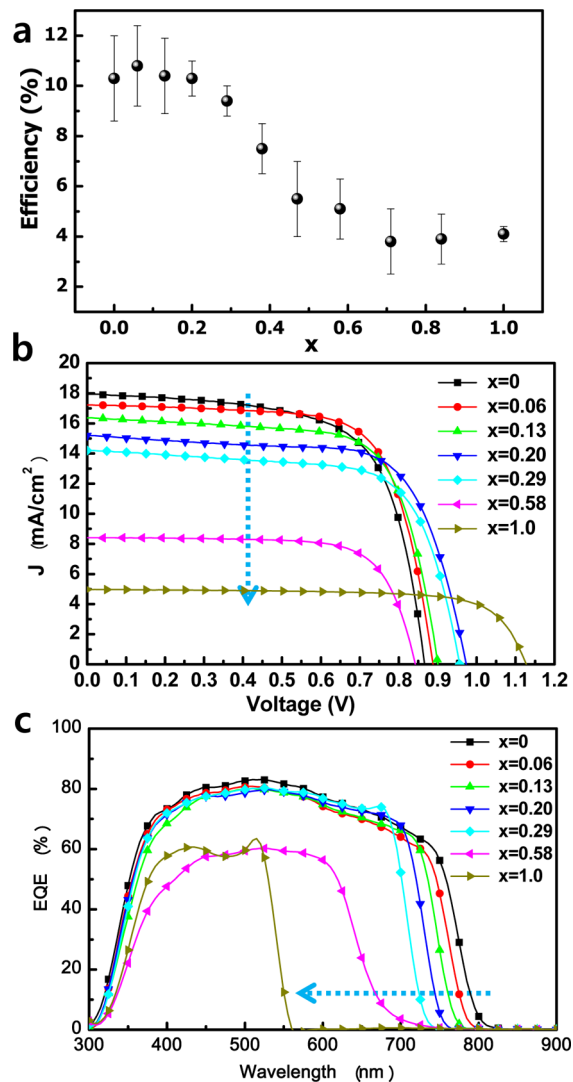 a
12
10
8
6
4
2
Efficiency (%)
0.0 0.2 0.4 0.6 0.8 1.0
x
b
20
18
16
14
12
10
8
6
4
2
0
J (mA/cm²)
x=0
x=0.06
x=0.13
x=0.20
x=0.29
x=0.58
x=1.0
0.0 0.1 0.2 0.3 0.4 0.5 0.6 0.7 0.8 0.9 1.0 1.1 1.2
Voltage (V)
c
100
80
60
40
20
0
EQE (%)
x=0
x=0.06
x=0.13
x=0.20
x=0.29
x=0.58
x=1.0
300 400 500 600 700 800 900
Wavelength (nm)